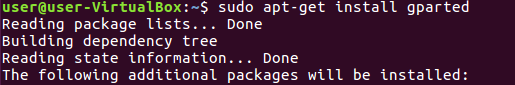 user@user-VirtualBox:~$ sudo apt-get install gparted
Reading package lists... Done
Building dependency tree
Reading state information... Done
The following additional packages will be installed: